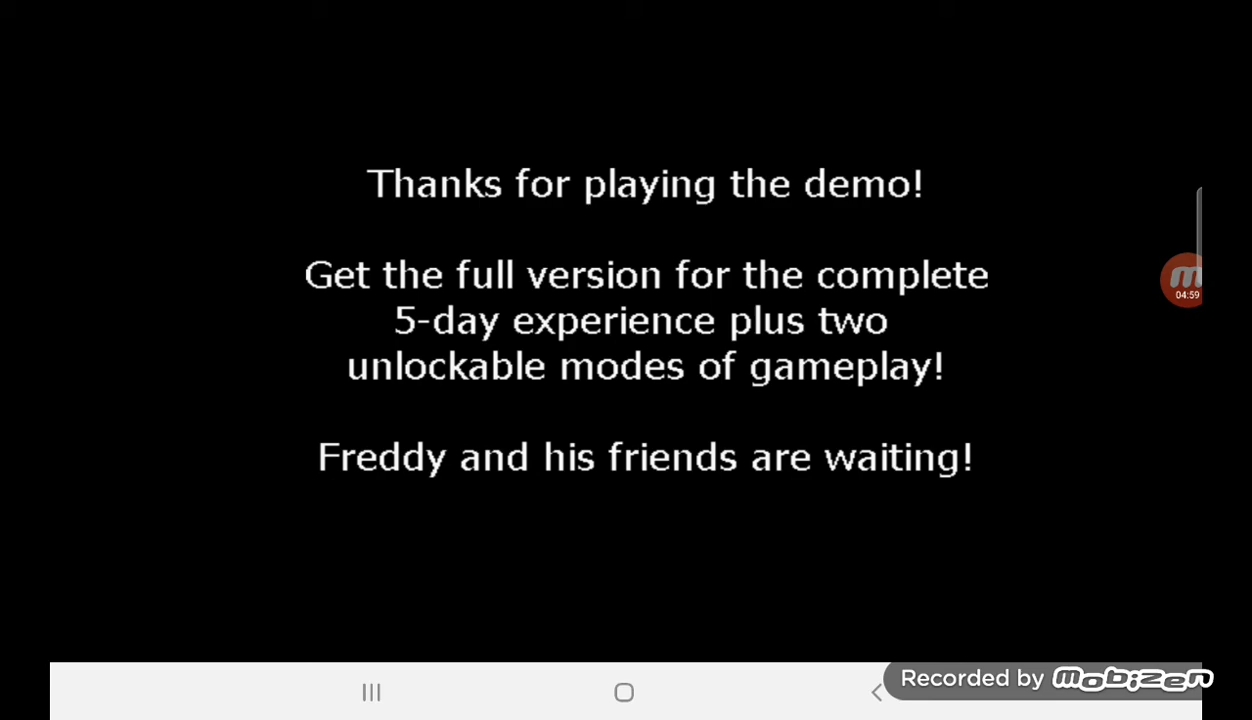 Thanks for playing the demo!
Get the full version for the complete
5-day experience plus two
unlockable modes of gameplay!
Freddy and his friends are waiting!
04:59
Recorded by mobizen